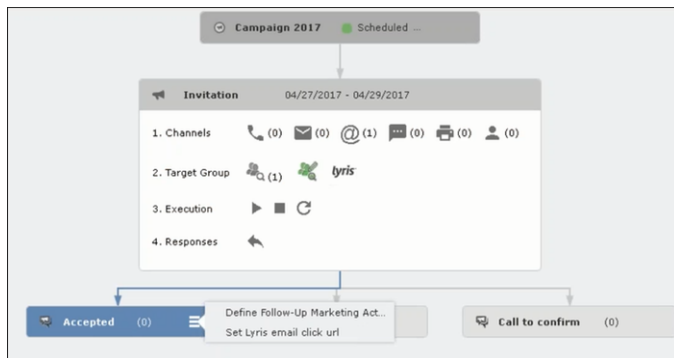 Campaign 2017 Scheduled ...
Invitation 04/27/2017 - 04/29/2017
1. Channels (0) (0) @ (1) (0) (0) (0)
2. Target Group (1) lyris
3. Execution
4. Responses
Accepted (0)
Define Follow-Up Marketing Act...
Set Lyris email click url
Call to confirm (0)